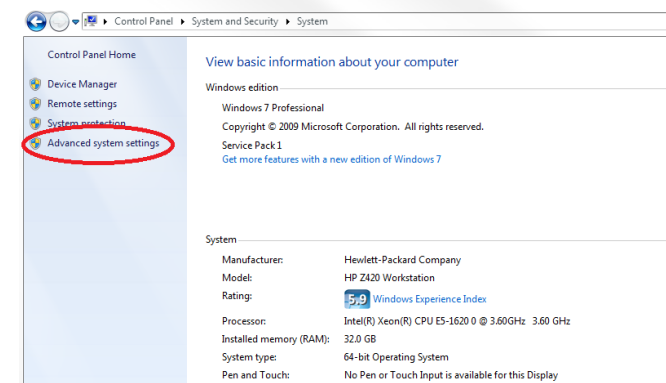 Control Panel ▸ System and Security ▸ System
Control Panel Home
Device Manager
Remote settings
System protection
Advanced system settings
View basic information about your computer
Windows edition
Windows 7 Professional
Copyright © 2009 Microsoft Corporation.  All rights reserved.
Service Pack 1
Get more features with a new edition of Windows 7
System
Manufacturer: Hewlett-Packard Company
Model: HP Z420 Workstation
Rating: 5,9 Windows Experience Index
Processor: Intel(R) Xeon(R) CPU E5-1620 0 @ 3.60GHz  3.60 GHz
Installed memory (RAM): 32.0 GB
System type: 64-bit Operating System
Pen and Touch: No Pen or Touch Input is available for this Display